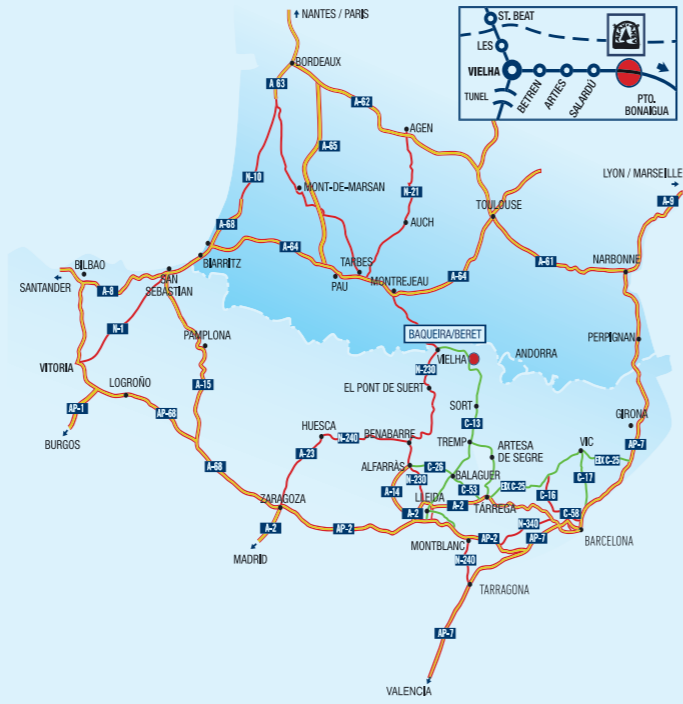 NANTES / PARIS
BORDEAUX
A 63
A-62
ST. BEAT
LES
VIELHA
TUNEL
BETREN
ARTIES
SALARDÚ
PTO.
BONAIGUA
AGEN
A-65
N-10
MONT-DE-MARSAN
N-21
LYON / MARSEILLE
A-9
TOULOUSE
AUCH
A-68
A-64
A-61
BIARRITZ
TARBES
PAU
MONTREJEAU
A-64
NARBONNE
BILBAO
SAN
SEBASTIAN
SANTANDER
A-8
N-1
PAMPLONA
BAQUEIRA/BERET
VIELHA
ANDORRA
PERPIGNAN
VITORIA
N-230
A-15
LOGROÑO
EL PONT DE SUERT
AP-1
AP-68
SORT
GIRONA
BURGOS
HUESCA
C-13
N-240
BENABARRE
TREMP
ARTESA
DE SEGRE
VIC
AP-7
A-23
A-68
ALFARRÀS
C-26
EIX C-25
N-230
BALAGUER
C-17
A-14
C-53
EIX C-25
C-16
ZARAGOZA
LLEIDA
A-2
TÀRREGA
A-2
C-58
A-2
AP-2
N-340
MADRID
MONTBLANC
AP-2
AP-7
BARCELONA
N-240
TARRAGONA
AP-7
VALENCIA